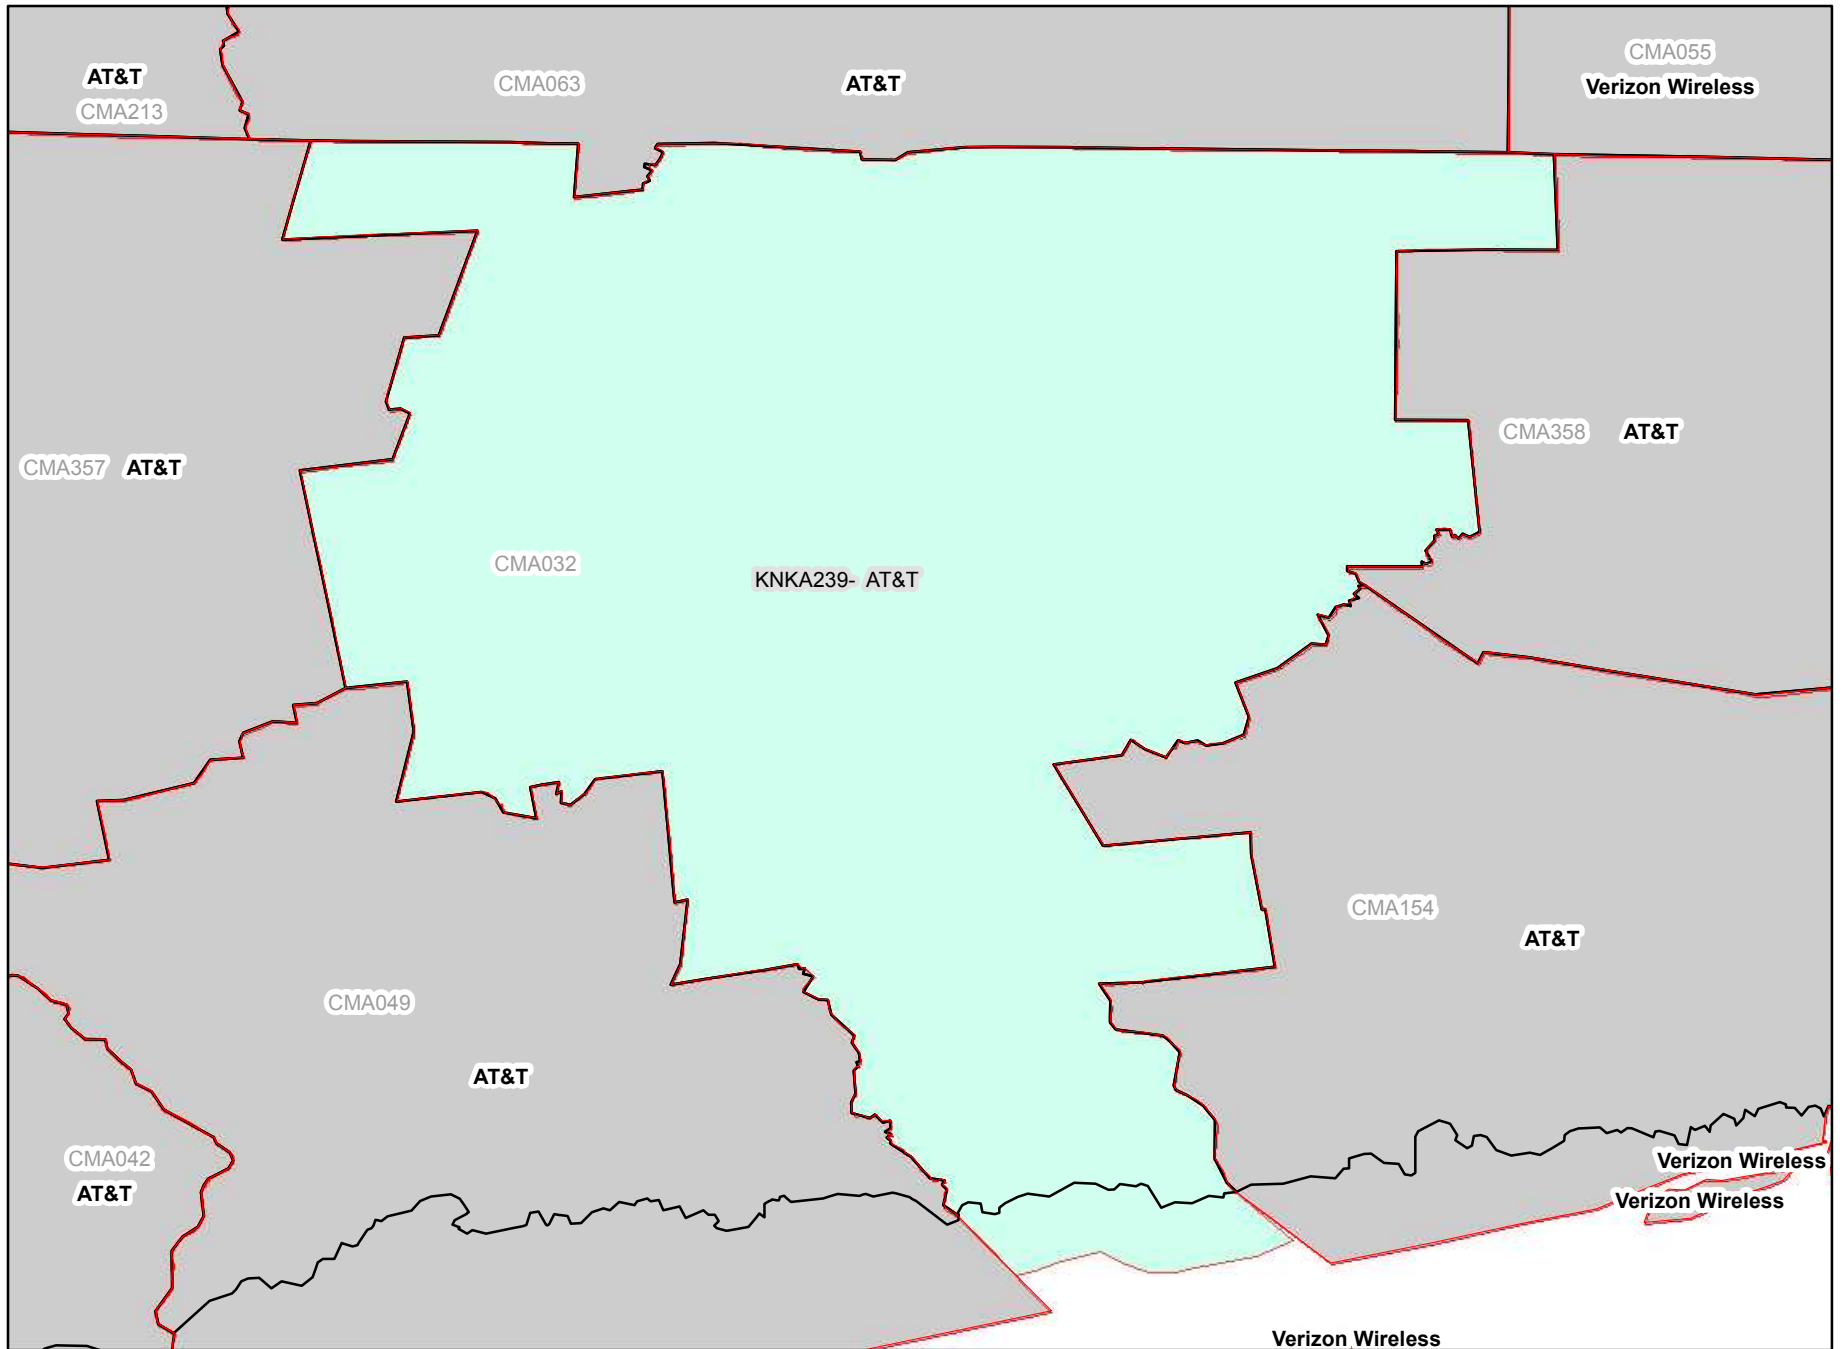 CMA055
AT&T
CMA063
AT&T
Verizon Wireless
CMA213
CMA358
AT&T
CMA357
AT&T
CMA032
KNKA239- AT&T
CMA154
AT&T
CMA049
AT&T
CMA042
Verizon Wireless
AT&T
Verizon Wireless
Verizon Wireless